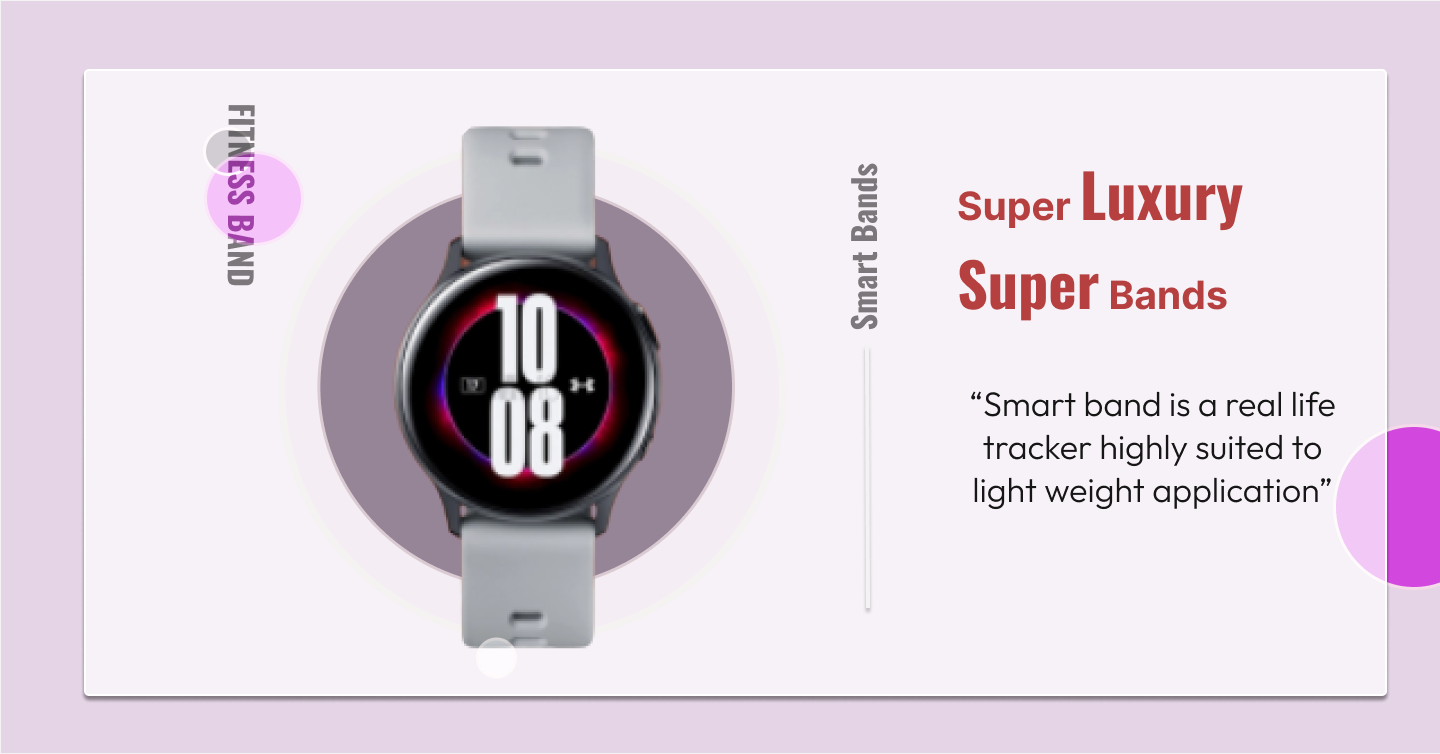 FITNESS BAND
10
08
17
Smart Bands
Super Luxury
Super Bands
“Smart band is a real life
tracker highly suited to
light weight application”